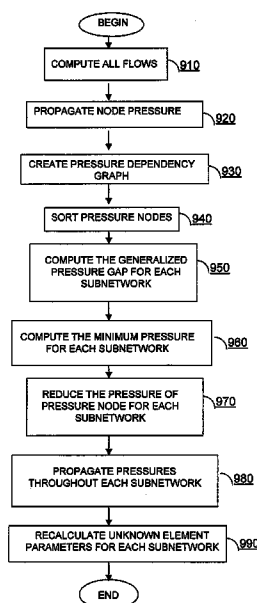 BEGIN
COMPUTE ALL FLOWS
910
PROPAGATE NODE PRESSURE
920
CREATE PRESSURE DEPENDENCY
GRAPH
930
SORT PRESSURE NODES
940
COMPUTE THE GENERALIZED
PRESSURE GAP FOR EACH
SUBNETWORK
950
COMPUTE THE MINIMUM PRESSURE
FOR EACH SUBNETWORK
960
REDUCE THE PRESSURE OF
PRESSURE NODE FOR EACH
SUBNETWORK
970
PROPAGATE PRESSURES
THROUGHOUT EACH SUBNETWORK
980
RECALCULATE UNKNOWN ELEMENT
PARAMETERS FOR EACH SUBNETWORK
990
END